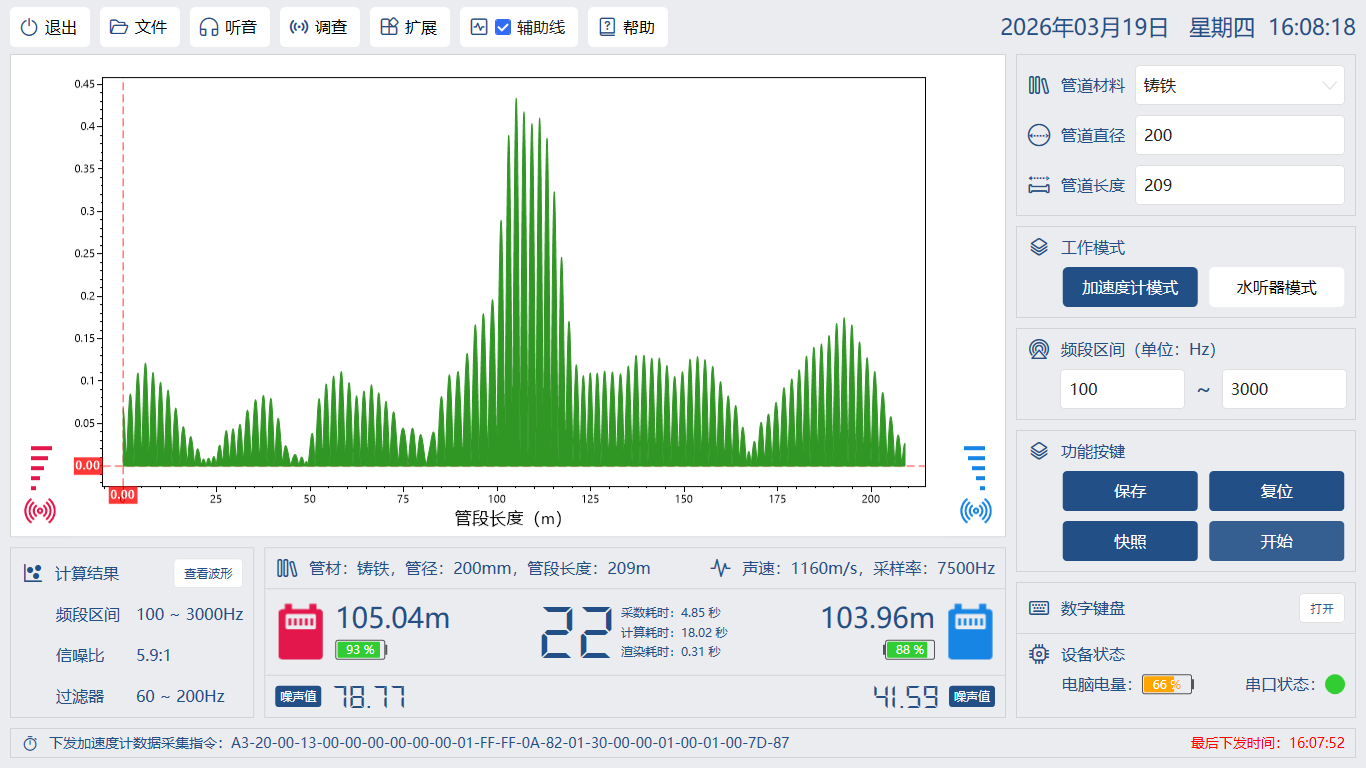 退出 文件 听音 调查 扩展 辅助线 帮助 2026年03月19日 星期四 16:08:18
0.45
0.4
0.35
0.3
0.25
0.2
0.15
0.1
0.05
0.00
0.00 25 50 75 100 125 150 175 200
管段长度（m）
管道材料 铸铁
管道直径 200
管道长度 209
工作模式
加速度计模式 水听器模式
频段区间（单位：Hz）
100 ~ 3000
功能按键
保存 复位
快照 开始
数字键盘 打开
设备状态
电脑电量： 66 % 串口状态：
计算结果 查看波形
频段区间 100 ~ 3000Hz
信噪比 5.9:1
过滤器 60 ~ 200Hz
管材：铸铁，管径：200mm，管段长度：209m 声速：1160m/s，采样率：7500Hz
105.04m
93 %
22
采数耗时：4.85 秒
计算耗时：18.02 秒
渲染耗时：0.31 秒
103.96m
88 %
噪声值 78.77 41.59 噪声值
下发加速度计数据采集指令：A3-20-00-13-00-00-00-00-00-00-01-FF-FF-0A-82-01-30-00-00-01-00-01-00-7D-87 最后下发时间：16:07:52